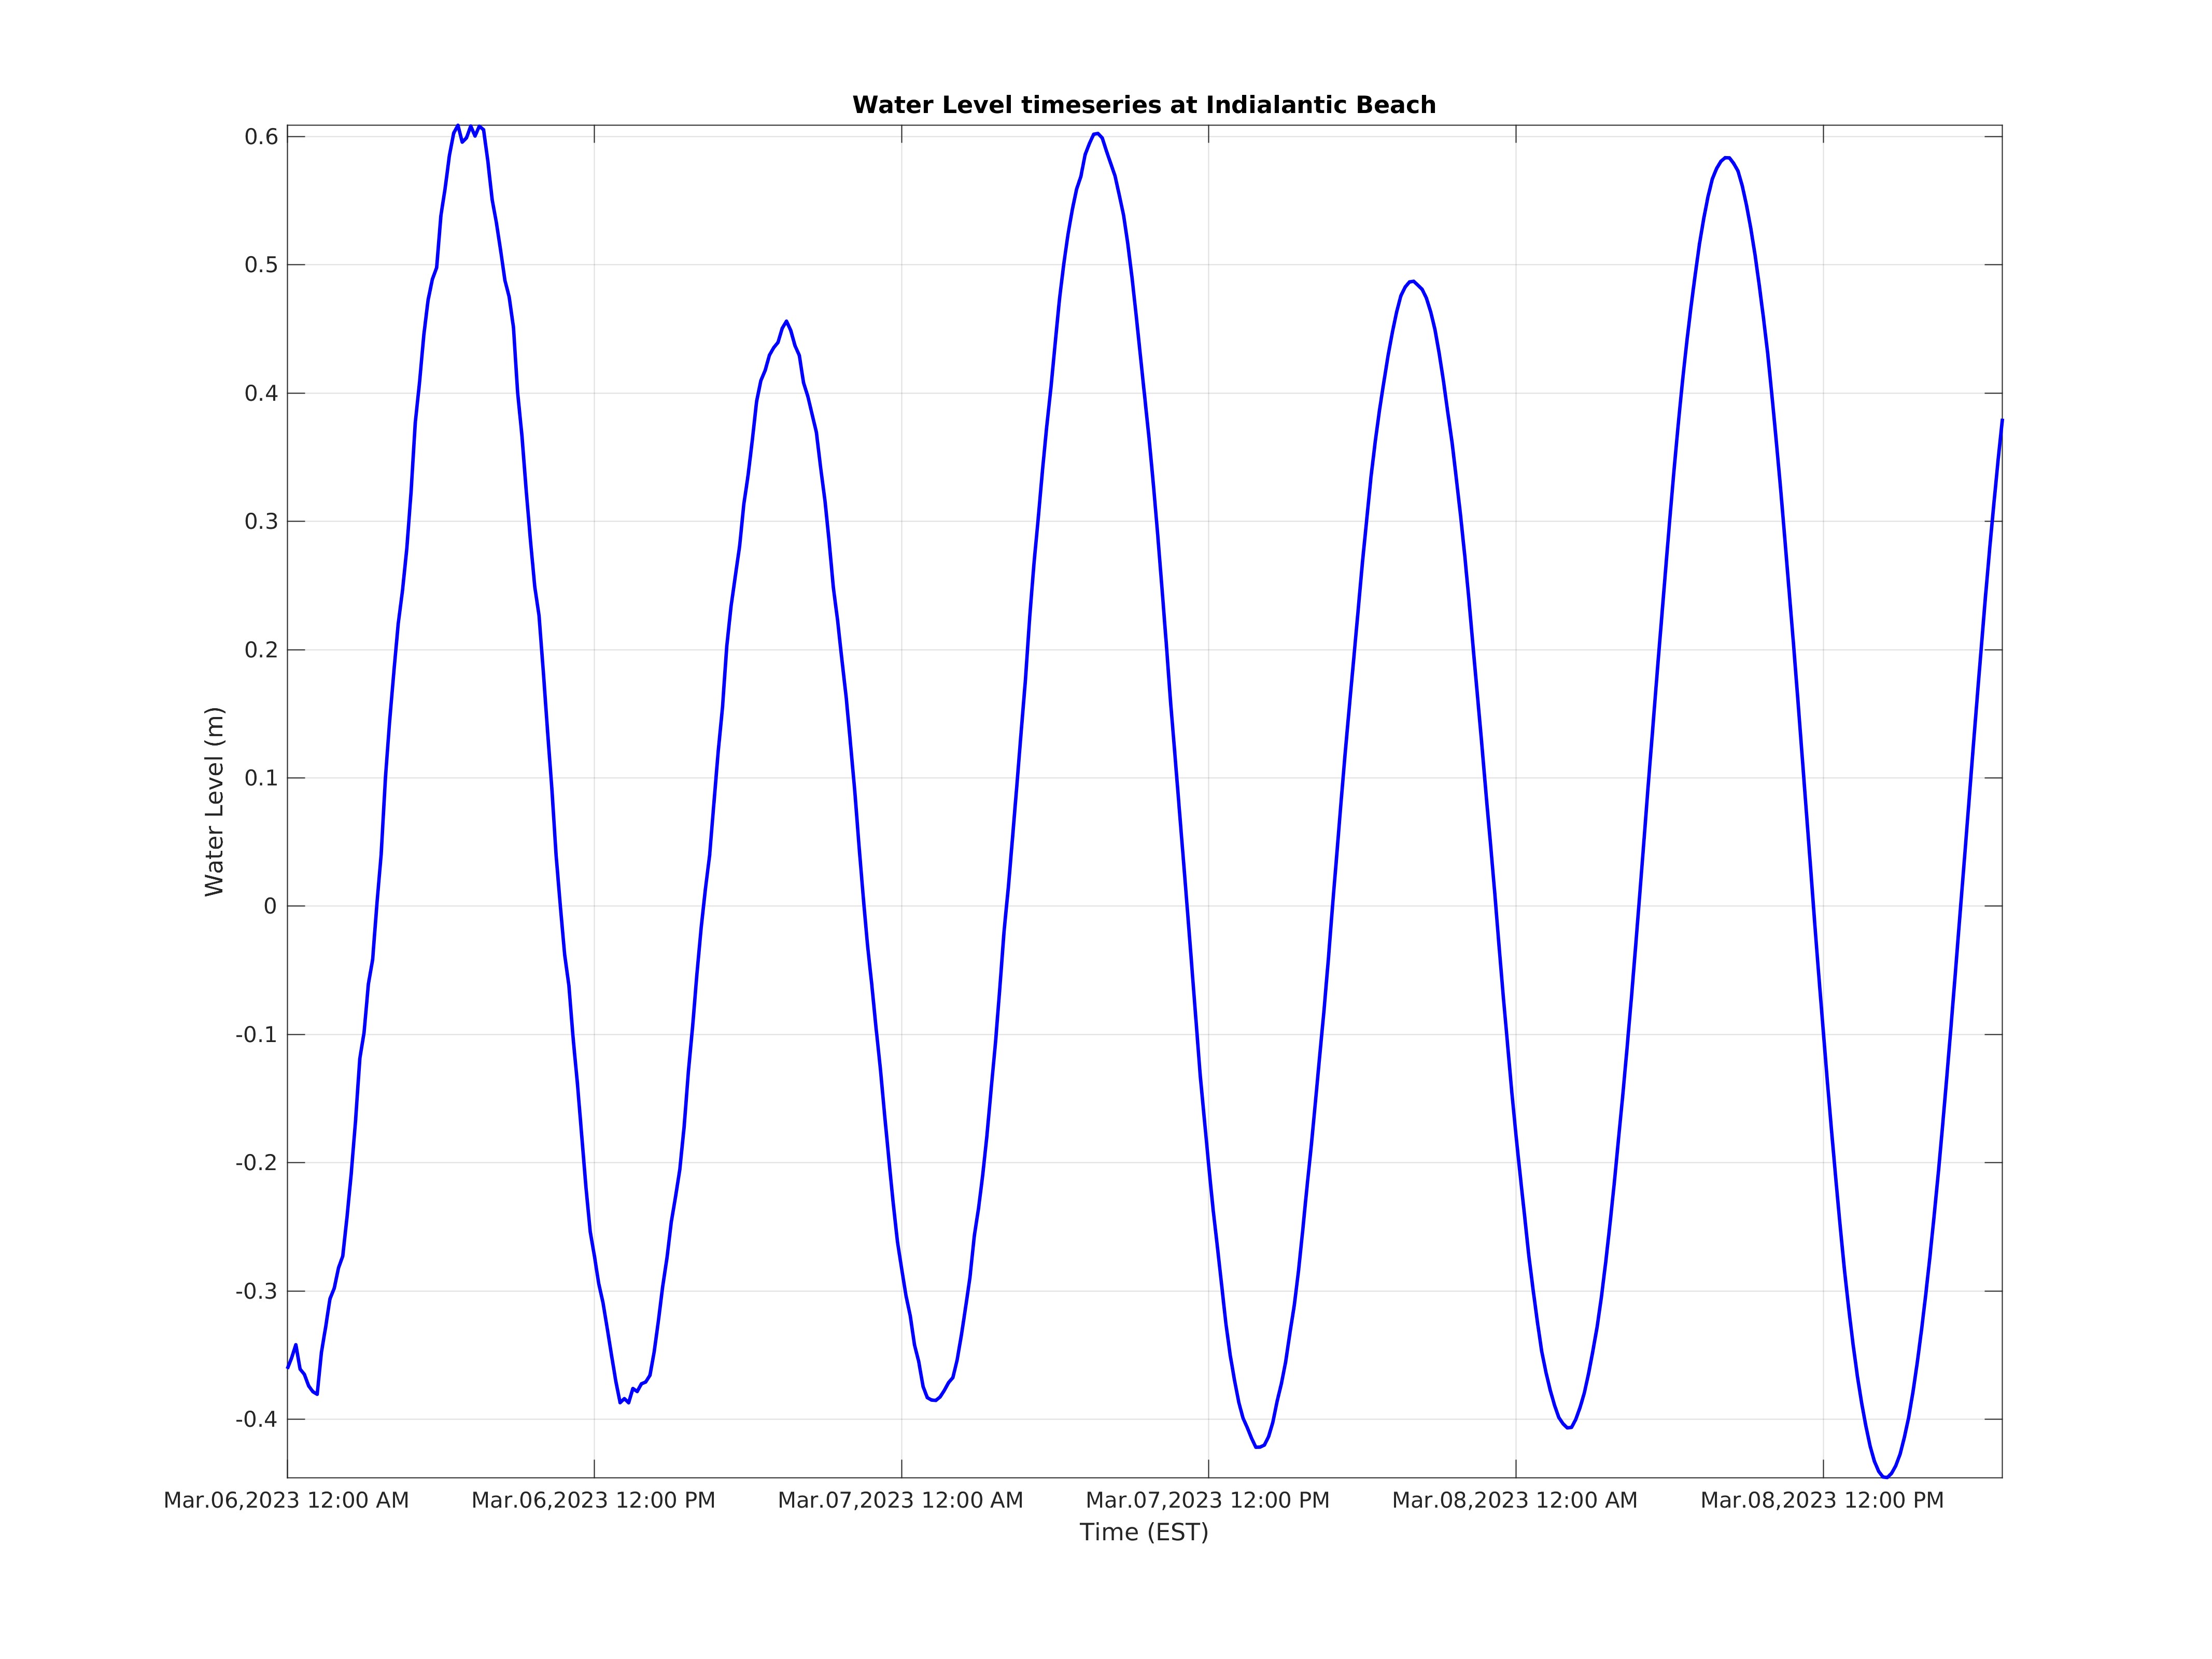 Water Level timeseries at Indialantic Beach
0.6
0.5
0.4
0.3
0.2
0.1
0
-0.1
-0.2
-0.3
-0.4
Water Level (m)
Mar.06,2023 12:00 AM Mar.06,2023 12:00 PM Mar.07,2023 12:00 AM Mar.07,2023 12:00 PM Mar.08,2023 12:00 AM Mar.08,2023 12:00 PM
Time (EST)